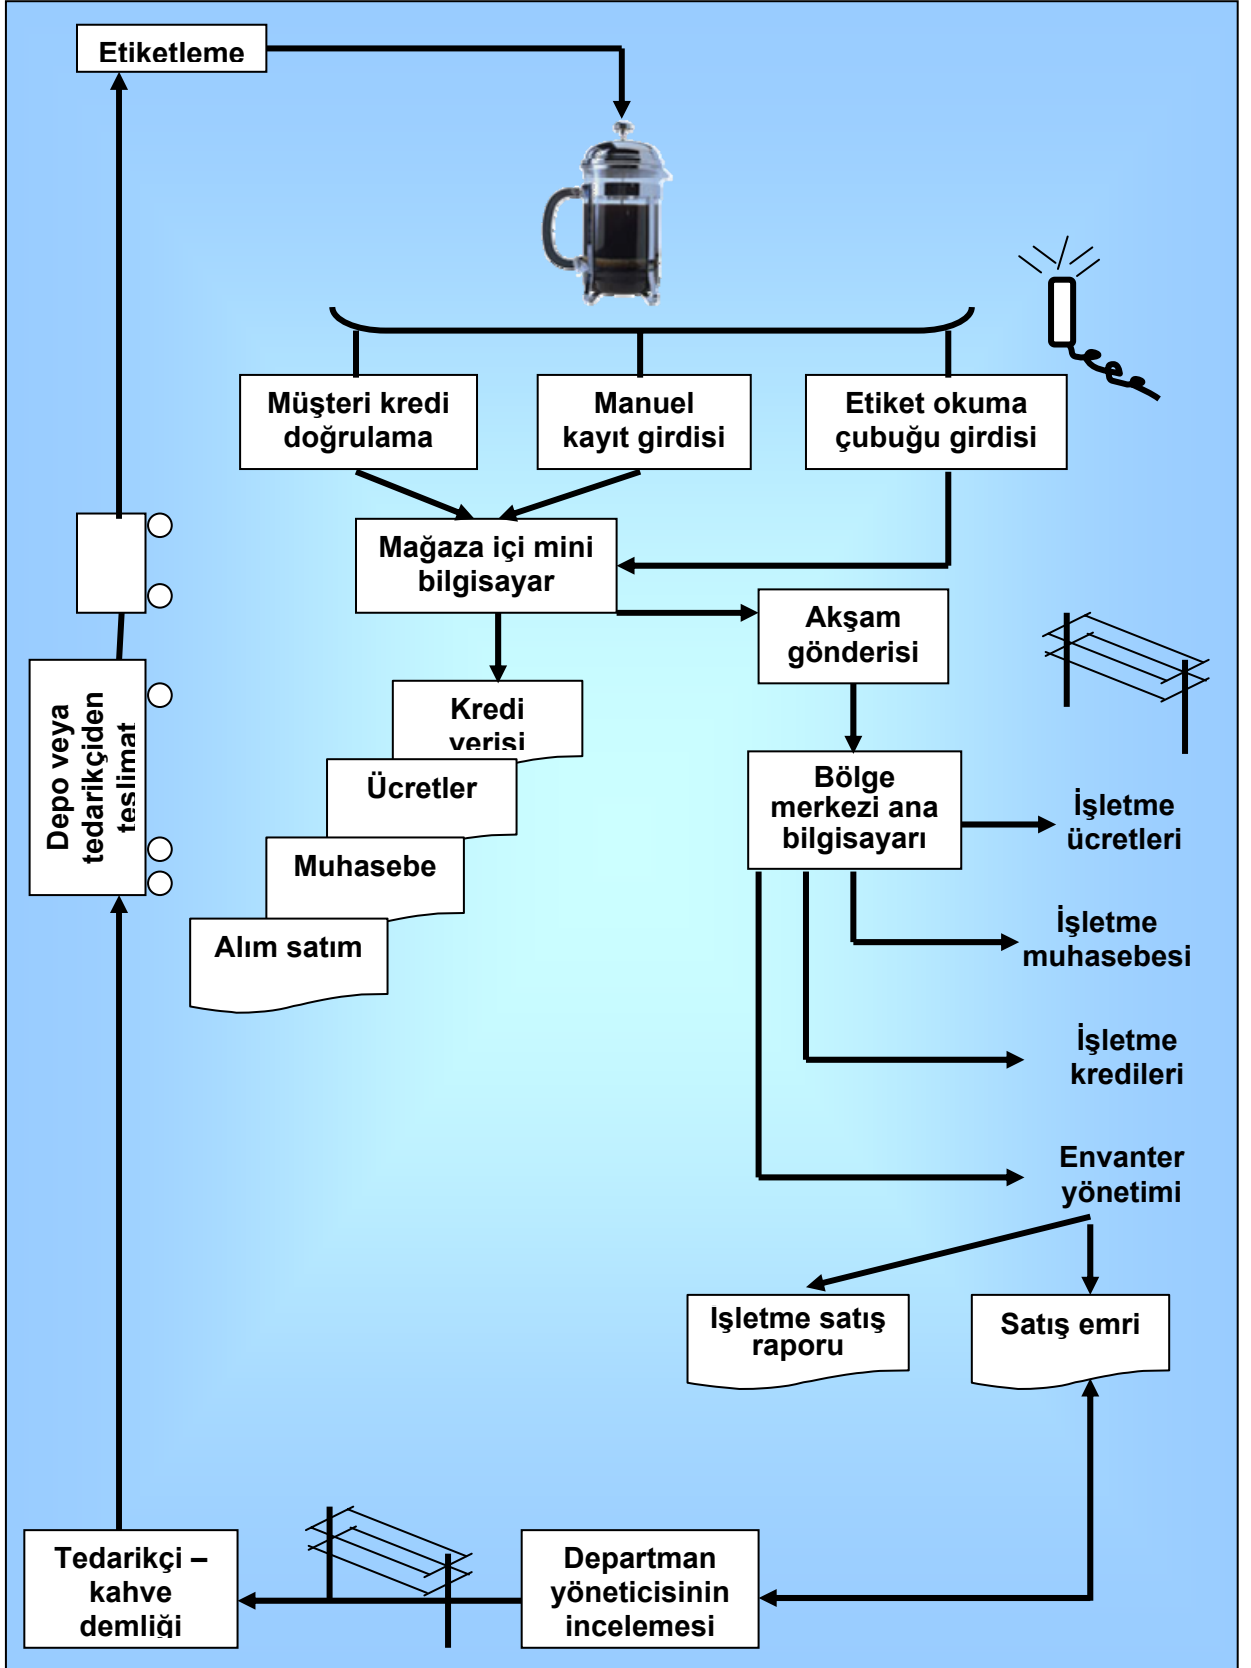 Etiketleme
Müşteri kredi
doğrulama
Manuel
kayıt girdisi
Etiket okuma
çubuğu girdisi
Mağaza içi mini
bilgisayar
Akşam
gönderisi
Kredi
verisi
Ücretler
Muhasebe
Alım satım
Depo veya
tedarikçiden
teslimat
Bölge
merkezi ana
bilgisayarı
İşletme
ücretleri
İşletme
muhasebesi
İşletme
kredileri
Envanter
yönetimi
Işletme satış
raporu
Satış emri
Tedarikçi –
kahve
demliği
Departman
yöneticisinin
incelemesi